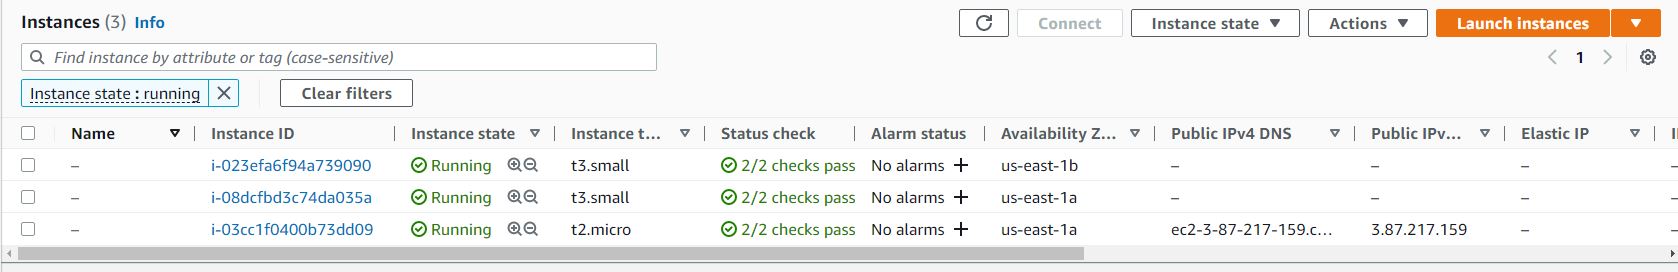 Instances (3) Info Connect Instance state Actions Launch instances
Find instance by attribute or tag (case-sensitive) 1
Instance state : running Clear filters
Name Instance ID Instance state Instance t... Status check Alarm status Availability Z... Public IPv4 DNS Public IPv... Elastic IP
– i-023efa6f94a739090 Running t3.small 2/2 checks pass No alarms us-east-1b – – –
– i-08dcfbd3c74da035a Running t3.small 2/2 checks pass No alarms us-east-1a – – –
– i-03cc1f0400b73dd09 Running t2.micro 2/2 checks pass No alarms us-east-1a ec2-3-87-217-159.c... 3.87.217.159 –